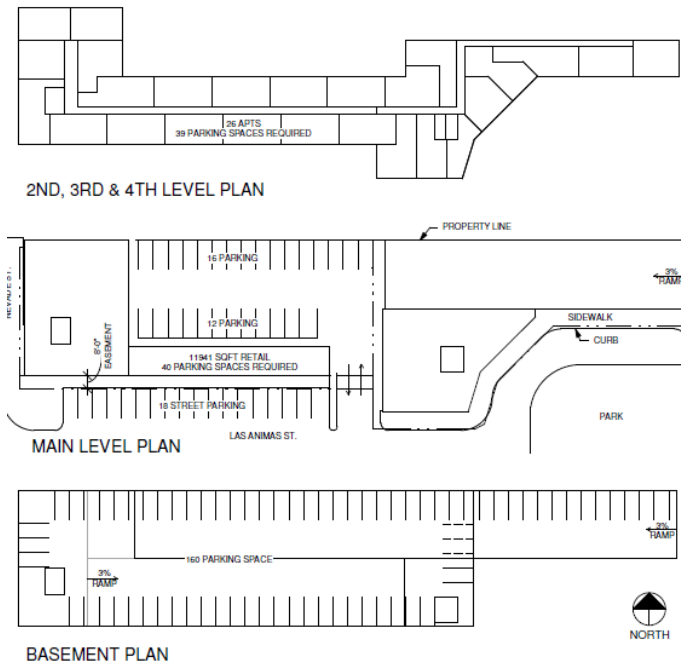 26 APTS
39 PARKING SPACES REQUIRED
2ND, 3RD & 4TH LEVEL PLAN
PROPERTY LINE
16 PARKING
3%
RAMP
NEVADE ST.
SIDEWALK
12 PARKING
CURB
8'-0"
EASEMENT
11941 SQFT RETAIL
40 PARKING SPACES REQUIRED
18 STREET PARKING
PARK
LAS ANIMAS ST.
MAIN LEVEL PLAN
3%
RAMP
160 PARKING SPACE
3%
RAMP
NORTH
BASEMENT PLAN